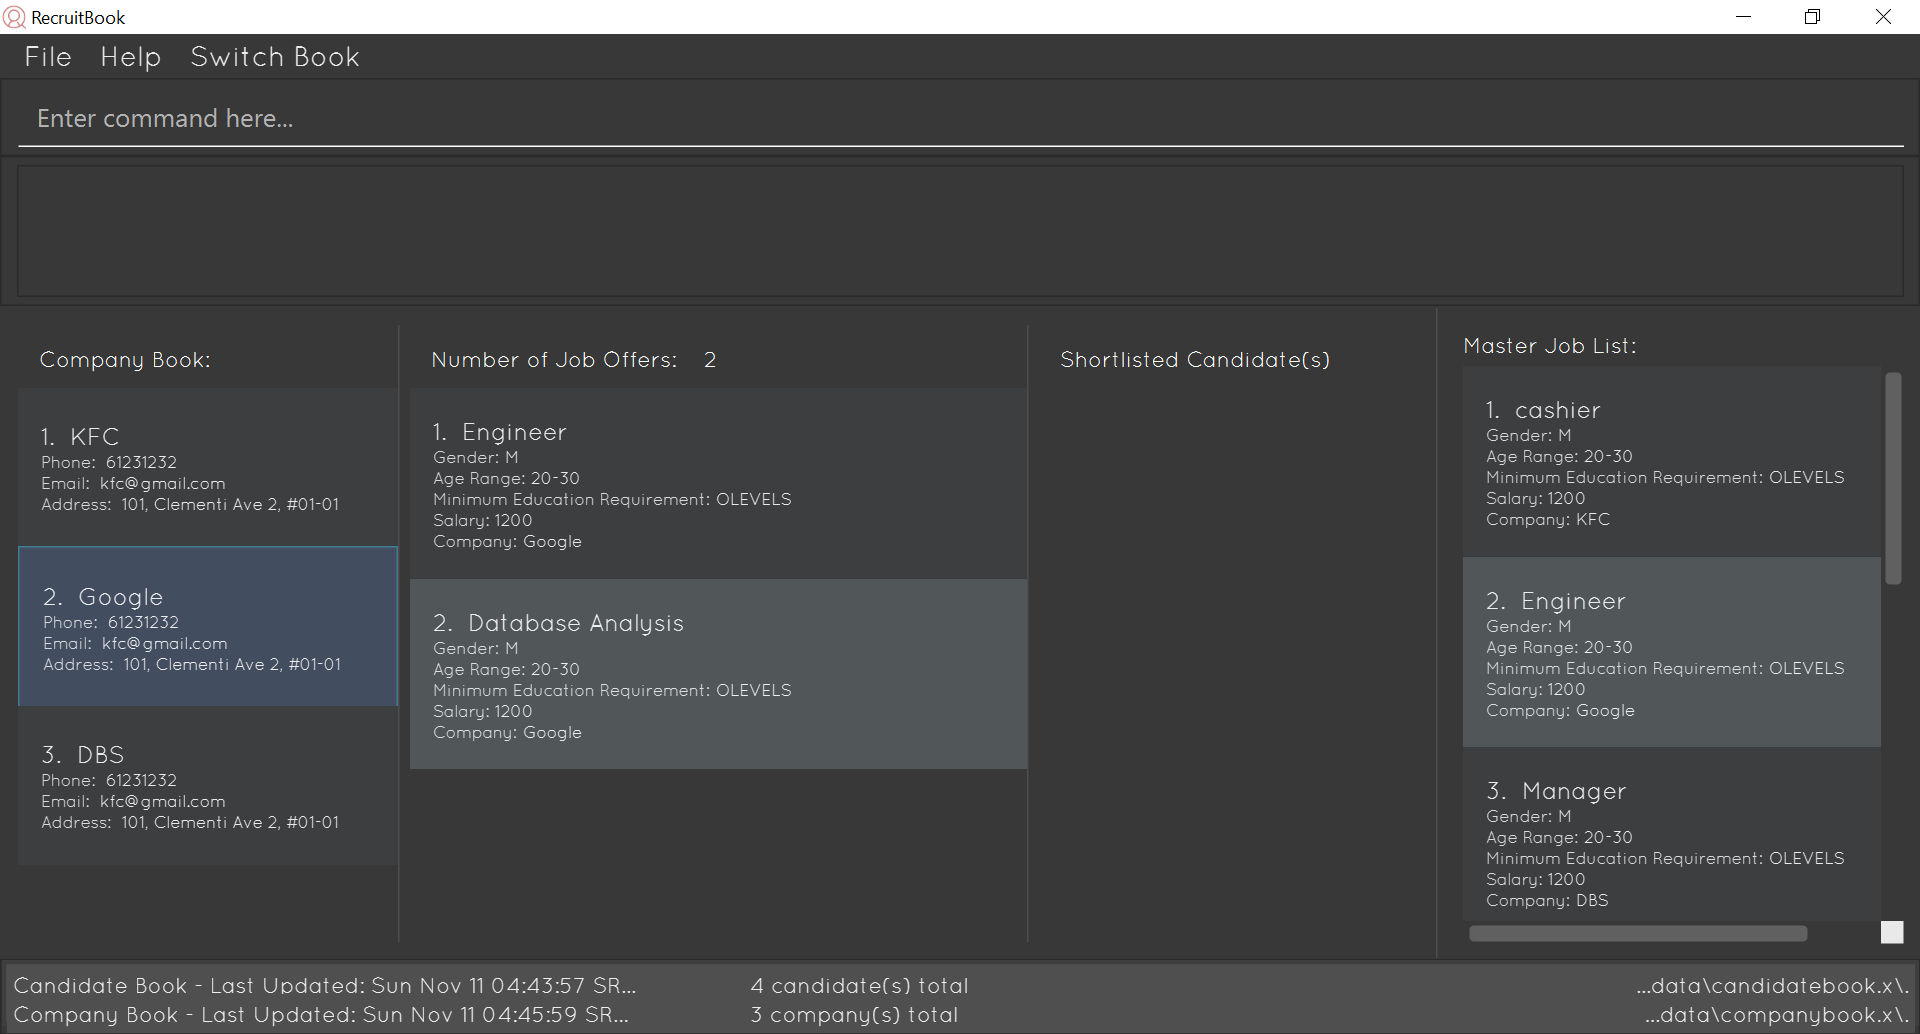 RecruitBook
File Help Switch Book
Enter command here...
Company Book:
1. KFC
Phone: 61231232
Email: kfc@gmail.com
Address: 101, Clementi Ave 2, #01-01
2. Google
Phone: 61231232
Email: kfc@gmail.com
Address: 101, Clementi Ave 2, #01-01
3. DBS
Phone: 61231232
Email: kfc@gmail.com
Address: 101, Clementi Ave 2, #01-01
Number of Job Offers: 2
1. Engineer
Gender: M
Age Range: 20-30
Minimum Education Requirement: OLEVELS
Salary: 1200
Company: Google
2. Database Analysis
Gender: M
Age Range: 20-30
Minimum Education Requirement: OLEVELS
Salary: 1200
Company: Google
Shortlisted Candidate(s)
Master Job List:
1. cashier
Gender: M
Age Range: 20-30
Minimum Education Requirement: OLEVELS
Salary: 1200
Company: KFC
2. Engineer
Gender: M
Age Range: 20-30
Minimum Education Requirement: OLEVELS
Salary: 1200
Company: Google
3. Manager
Gender: M
Age Range: 20-30
Minimum Education Requirement: OLEVELS
Salary: 1200
Company: DBS
Candidate Book - Last Updated: Sun Nov 11 04:43:57 SR... 4 candidate(s) total ...data\candidatebook.x\.
Company Book - Last Updated: Sun Nov 11 04:45:59 SR... 3 company(s) total ...data\companybook.x\.